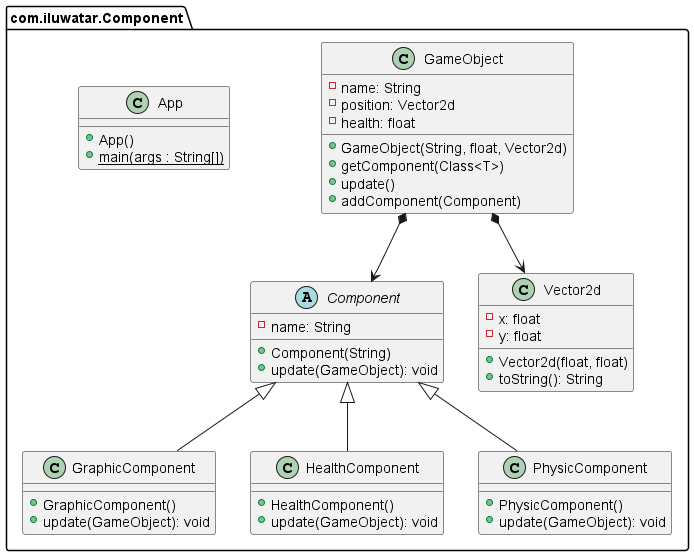 com.iluwatar.Component
C App
App()
main(args : String[])
C GameObject
name: String
position: Vector2d
health: float
GameObject(String, float, Vector2d)
getComponent(Class<T>)
update()
addComponent(Component)
A Component
name: String
Component(String)
update(GameObject): void
C Vector2d
x: float
y: float
Vector2d(float, float)
toString(): String
C GraphicComponent
GraphicComponent()
update(GameObject): void
C HealthComponent
HealthComponent()
update(GameObject): void
C PhysicComponent
PhysicComponent()
update(GameObject): void